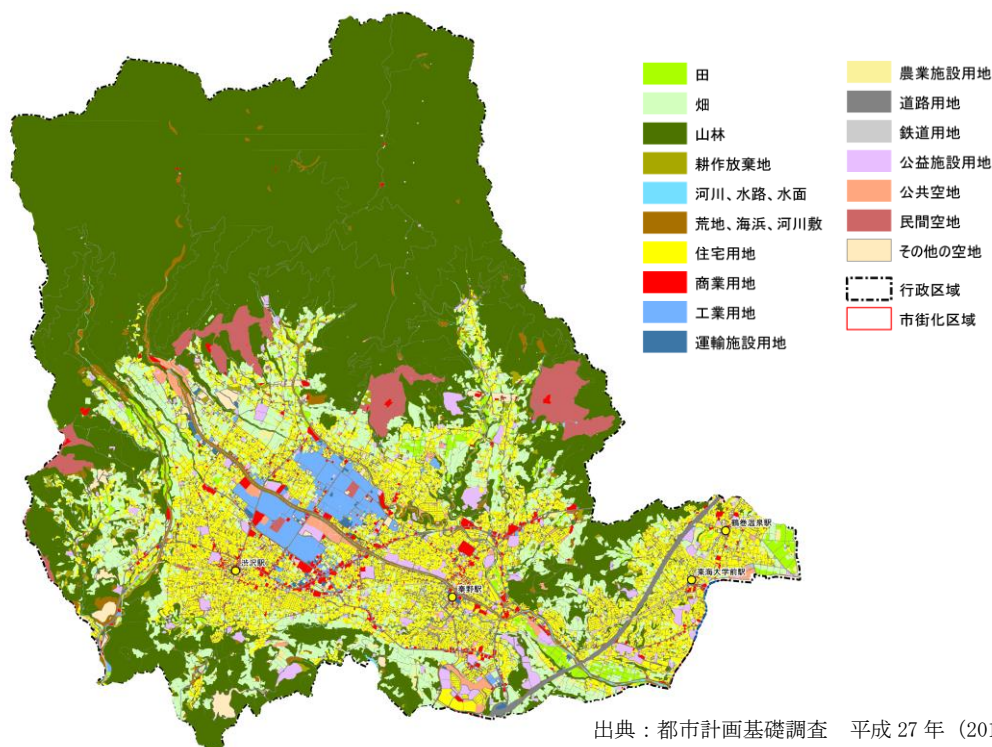 田
畑
山林
耕作放棄地
河川、水路、水面
荒地、海浜、河川敷
住宅用地
商業用地
工業用地
運輸施設用地
農業施設用地
道路用地
鉄道用地
公益施設用地
公共空地
民間空地
その他の空地
行政区域
市街化区域
鶴巻温泉駅
東海大学前駅
渋沢駅
秦野駅
出典：都市計画基礎調査　平成 27 年（201